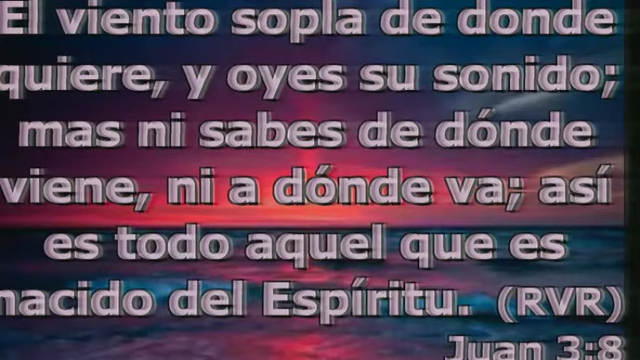 El viento sopla de donde
quiere, y oyes su sonido;
mas ni sabes de dónde
viene, ni a dónde va; así
es todo aquel que es
nacido del Espíritu. (RVR)
Juan 3:8